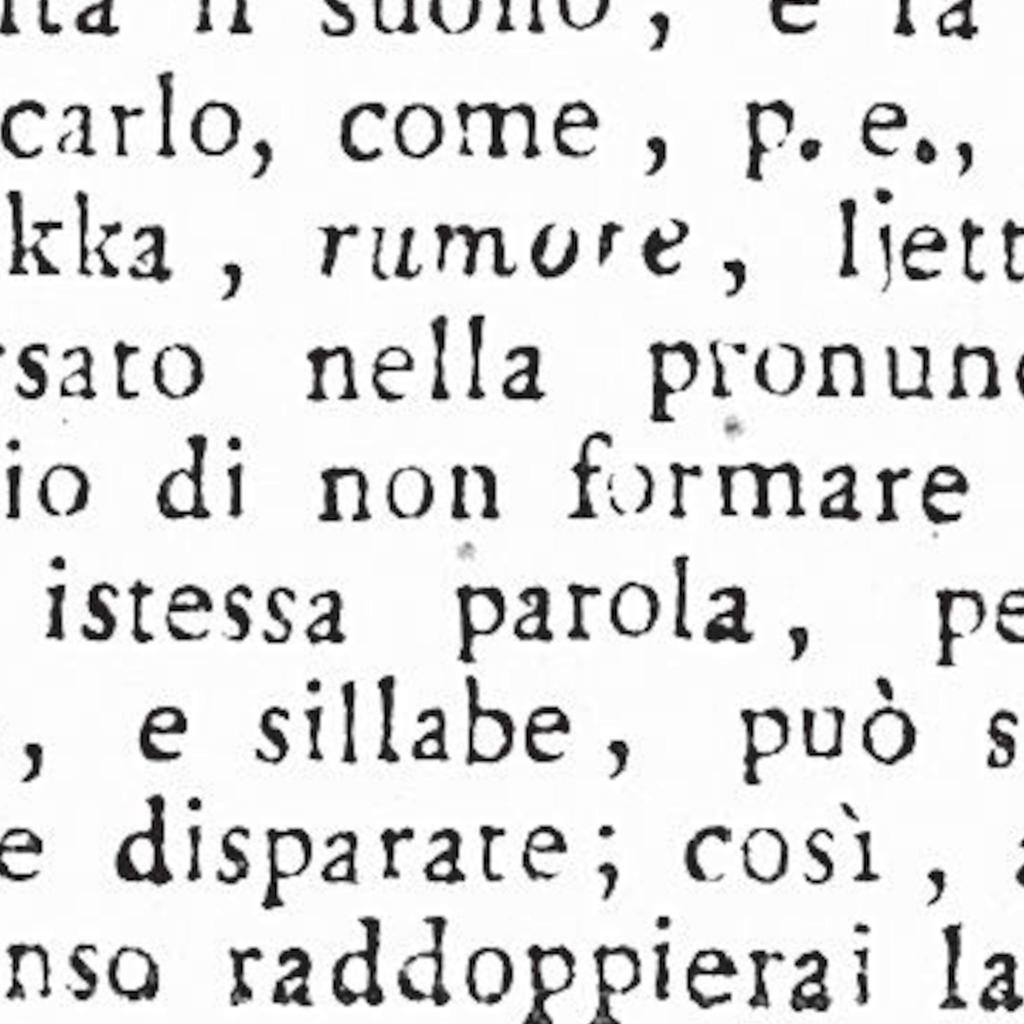 ita il suono, e la
carlo, come, p. e.,
kka, rumore, ljett
rsato nella pronunc
io di non formare
istessa parola, pe
, e sillabe, può s
e disparate; così, a
nso raddoppierai la